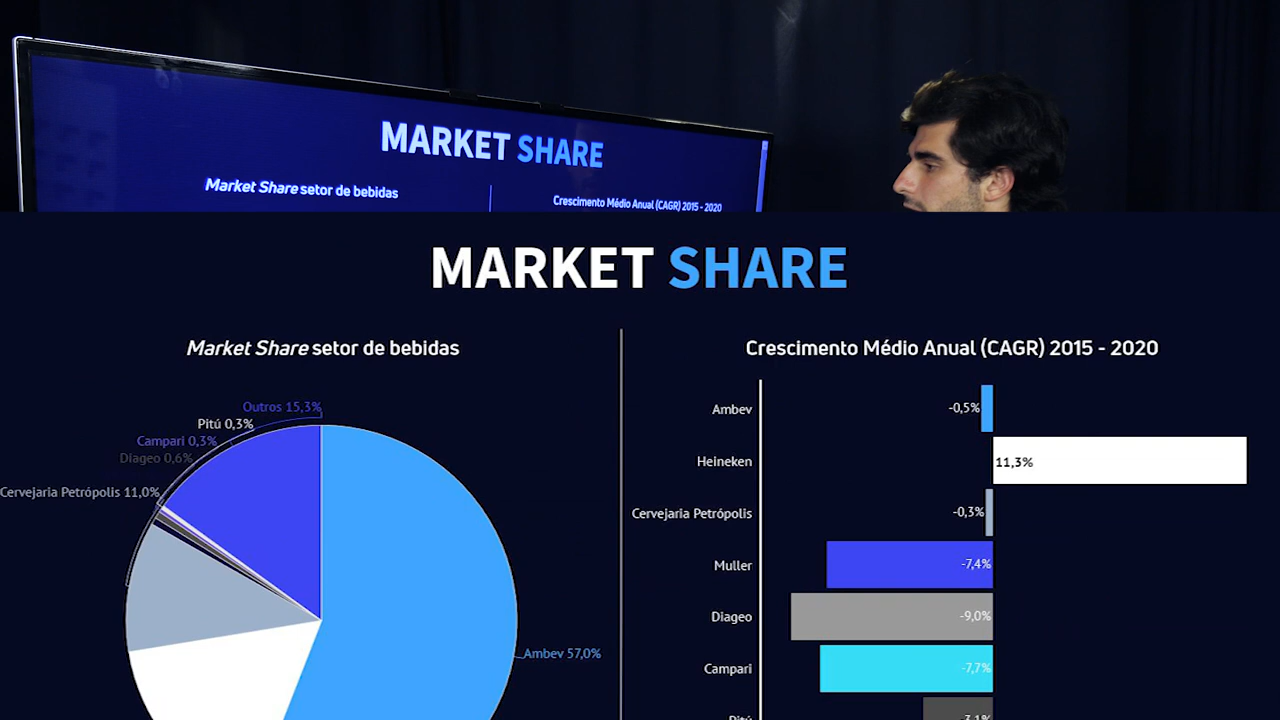 MARKET SHARE
Market Share setor de bebidas
Crescimento Médio Anual (CAGR) 2015 - 2020
MARKET SHARE
Market Share setor de bebidas
Outros 15,3%
Pitú 0,3%
Campari 0,3%
Diageo 0,6%
Cervejaria Petrópolis 11,0%
Ambev 57,0%
Crescimento Médio Anual (CAGR) 2015 - 2020
Ambev -0,5%
Heineken 11,3%
Cervejaria Petrópolis -0,3%
Muller -7,4%
Diageo -9,0%
Campari -7,7%
Pitú -3,1%